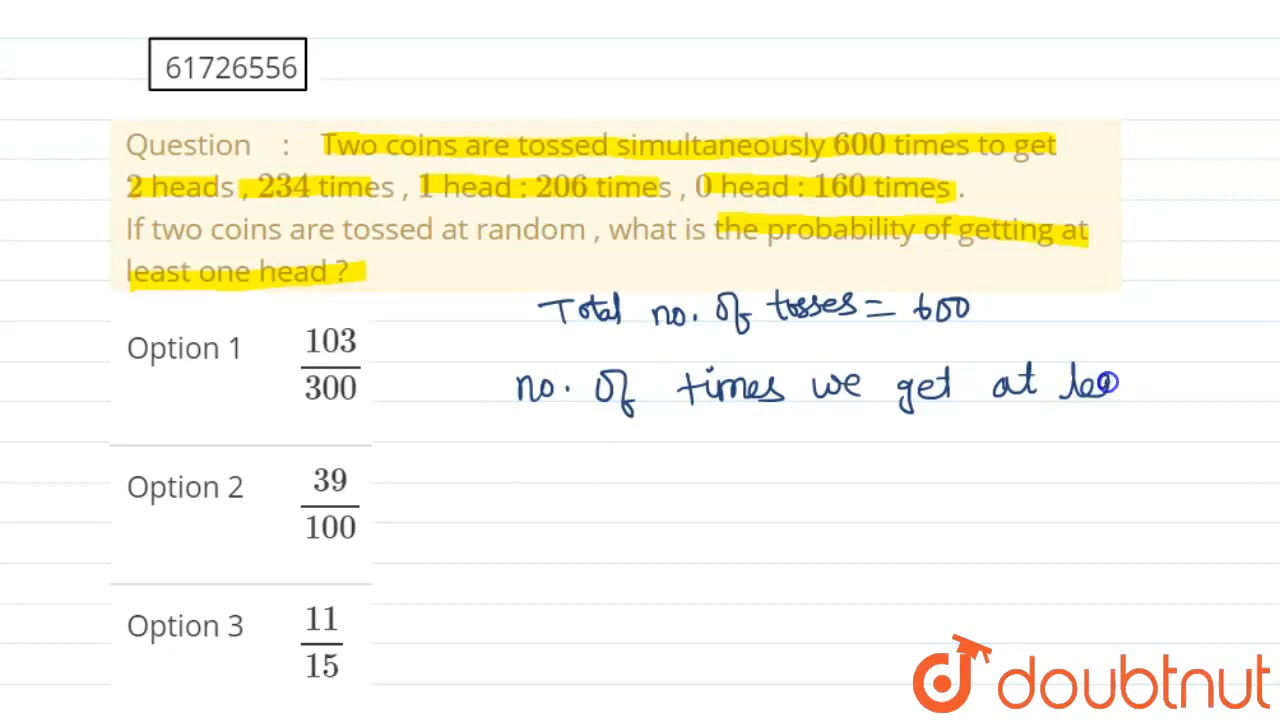 61726556
Question : Two coins are tossed simultaneously 600 times to get
2 heads , 234 times , 1 head : 206 times , 0 head : 160 times .
If two coins are tossed at random , what is the probability of getting at
least one head ?
Total no. of tosses = 600
Option 1 103/300
no. of times we get at lea
Option 2 39/100
Option 3 11/15
doubtnut